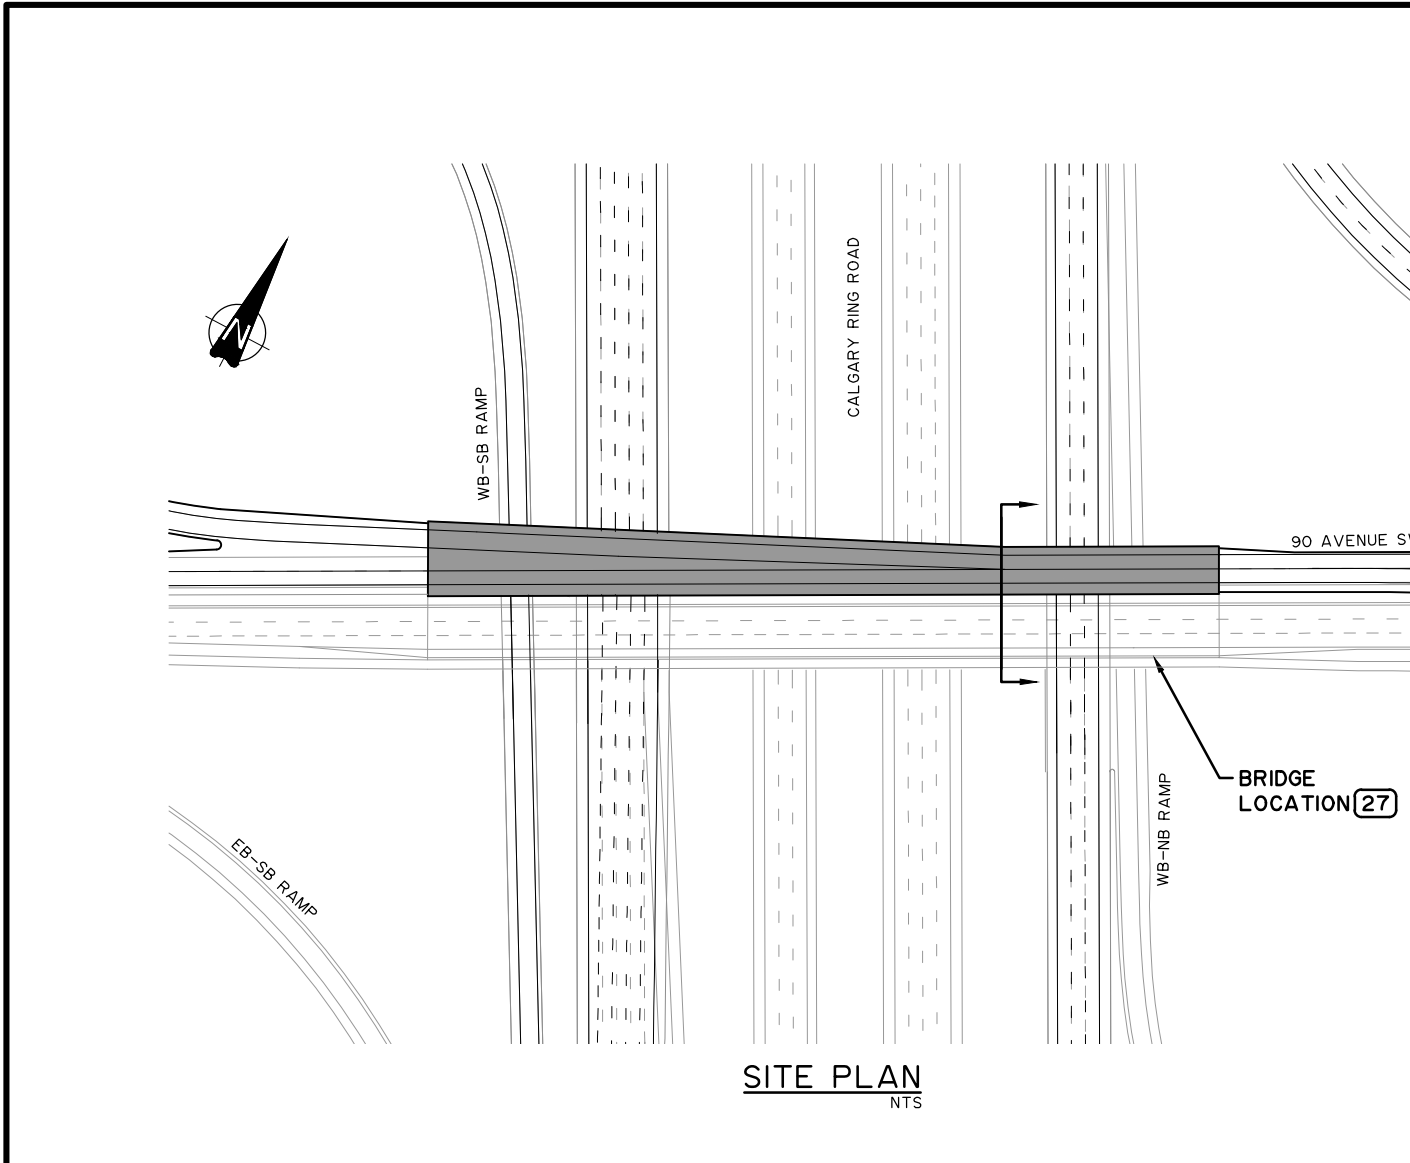 CALGARY RING ROAD
N
WB-SB RAMP
90 AVENUE
BRIDGE
LOCATION 27
WB-NB RAMP
EB-SB RAMP
SITE PLAN
NTS